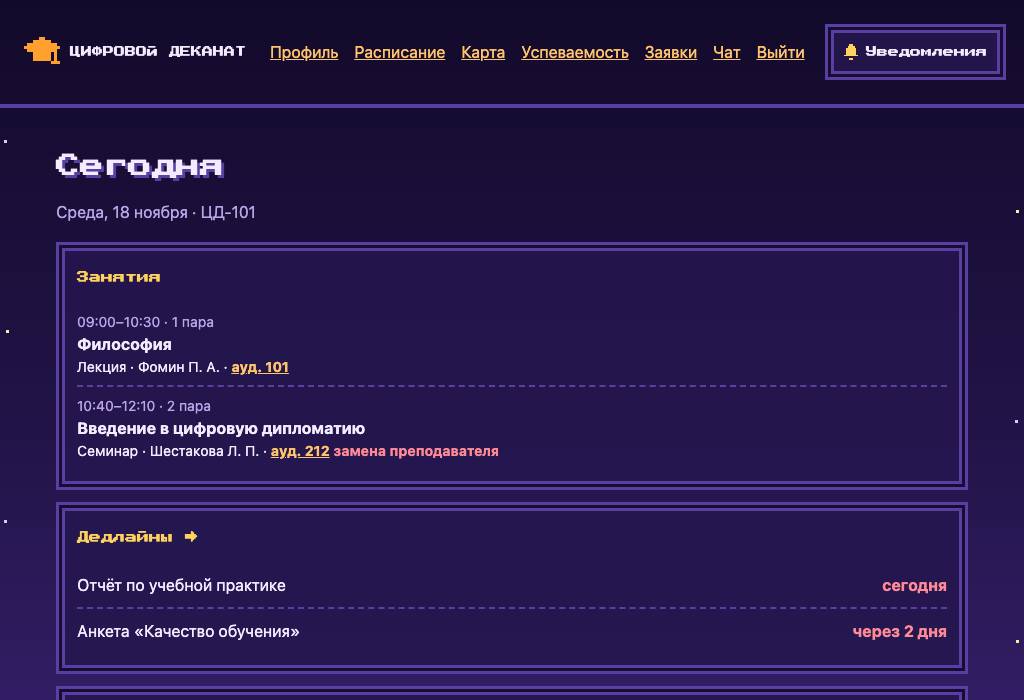 ЦИФРОВОЙ ДЕКАНАТ Профиль Расписание Карта Успеваемость Заявки Чат Выйти Уведомления
Сегодня
Среда, 18 ноября · ЦД-101
Занятия
09:00–10:30 · 1 пара
Философия
Лекция · Фомин П. А. · ауд. 101
10:40–12:10 · 2 пара
Введение в цифровую дипломатию
Семинар · Шестакова Л. П. · ауд. 212 замена преподавателя
Дедлайны
Отчёт по учебной практике сегодня
Анкета «Качество обучения» через 2 дня